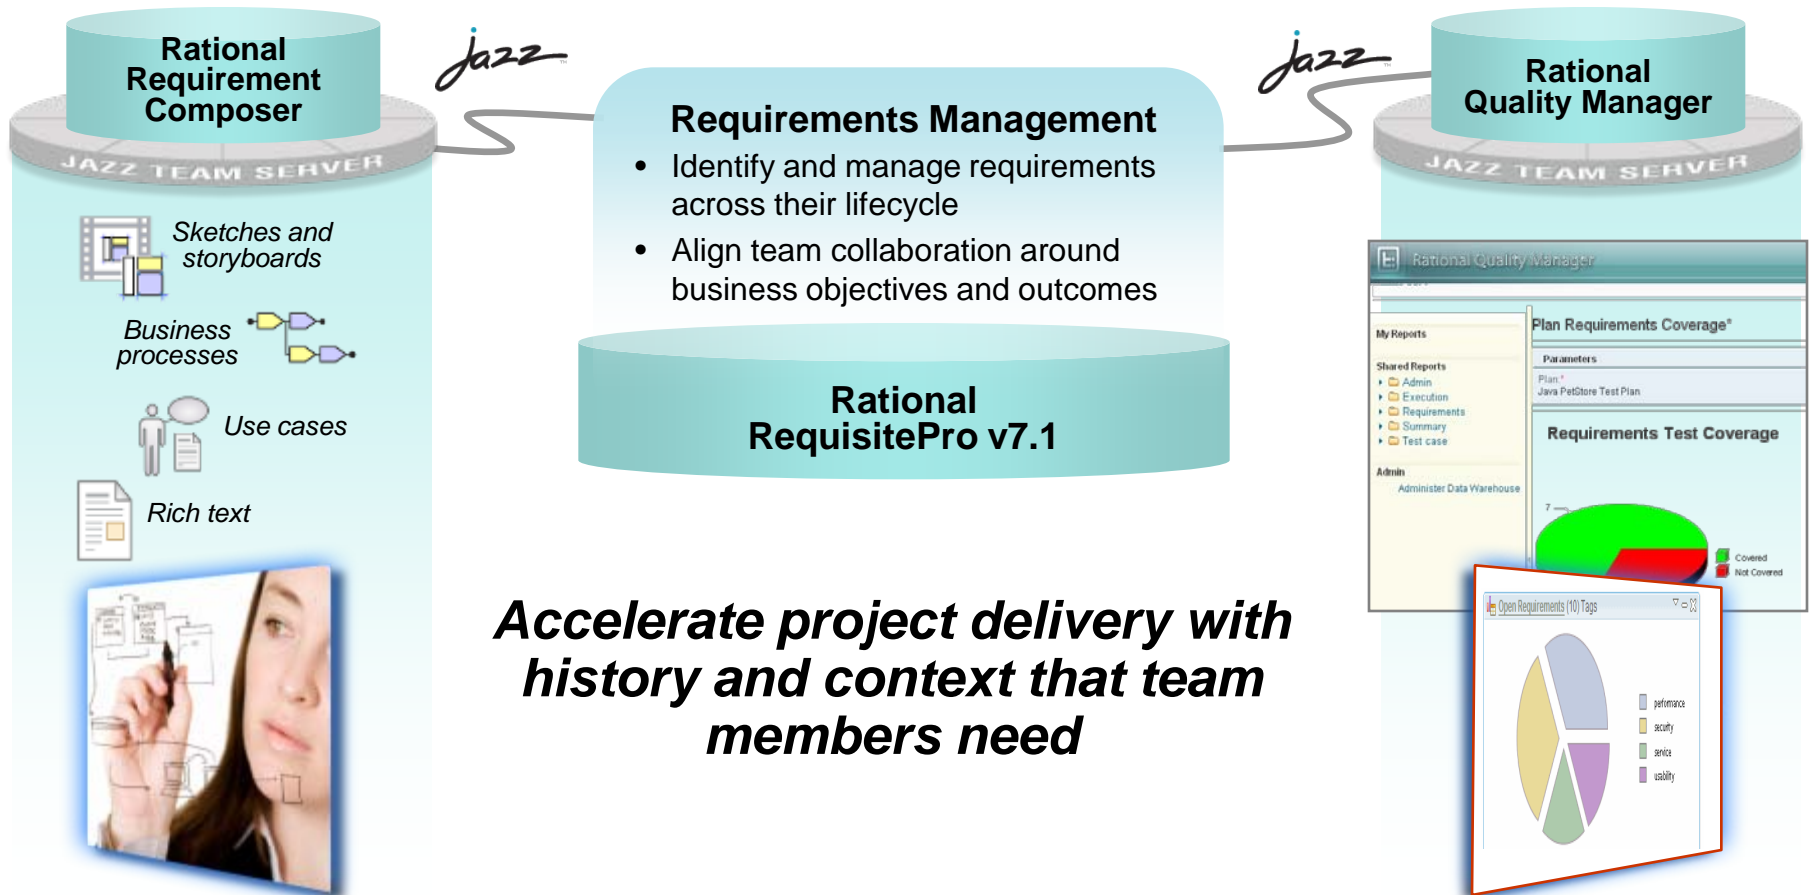 Rational
Requirement
Composer
JAZZ TEAM SERVER
Sketches and
storyboards
Business
processes
Use cases
Rich text
jazz
TM
Requirements Management
• Identify and manage requirements
across their lifecycle
• Align team collaboration around
business objectives and outcomes
Rational
RequisitePro v7.1
Accelerate project delivery with
history and context that team
members need
jazz
TM
Rational
Quality Manager
JAZZ TEAM SERVER
Rational Quality Manager
My Reports
Shared Reports
Admin
Execution
Requirements
Summary
Test case
Admin
Administer Data Warehouse
Plan Requirements Coverage*
Parameters
Plan:*
Java PetStore Test Plan
Requirements Test Coverage
7
Covered
Not Covered
Open Requirements (10) Tags
performance
security
service
usability